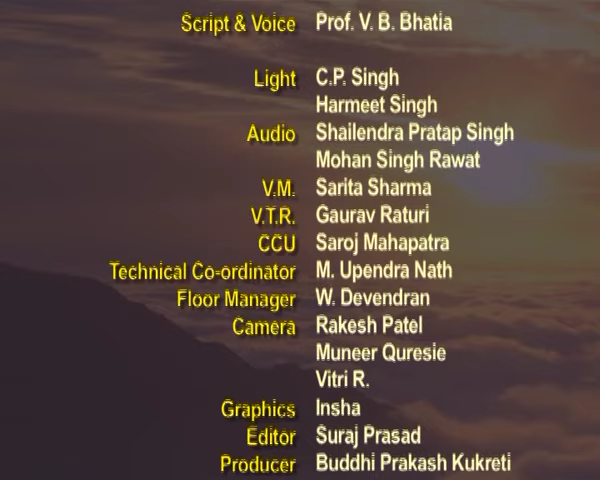 Script & Voice Prof. V. B. Bhatia
Light C.P. Singh
Harmeet Singh
Audio Shailendra Pratap Singh
Mohan Singh Rawat
V.M. Sarita Sharma
V.T.R. Gaurav Raturi
CCU Saroj Mahapatra
Technical Co-ordinator M. Upendra Nath
Floor Manager W. Devendran
Camera Rakesh Patel
Muneer Quresie
Vitri R.
Graphics Insha
Editor Suraj Prasad
Producer Buddhi Prakash Kukreti